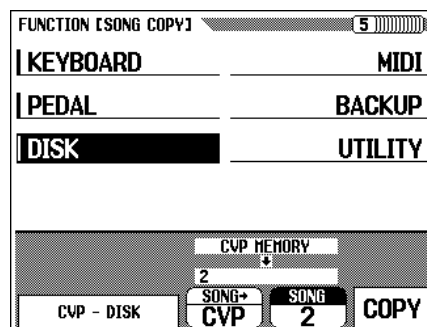 FUNCTION [SONG COPY] 5
KEYBOARD MIDI
PEDAL BACKUP
DISK UTILITY
CVP MEMORY
2
CVP - DISK
SONG→
CVP
SONG
2
COPY